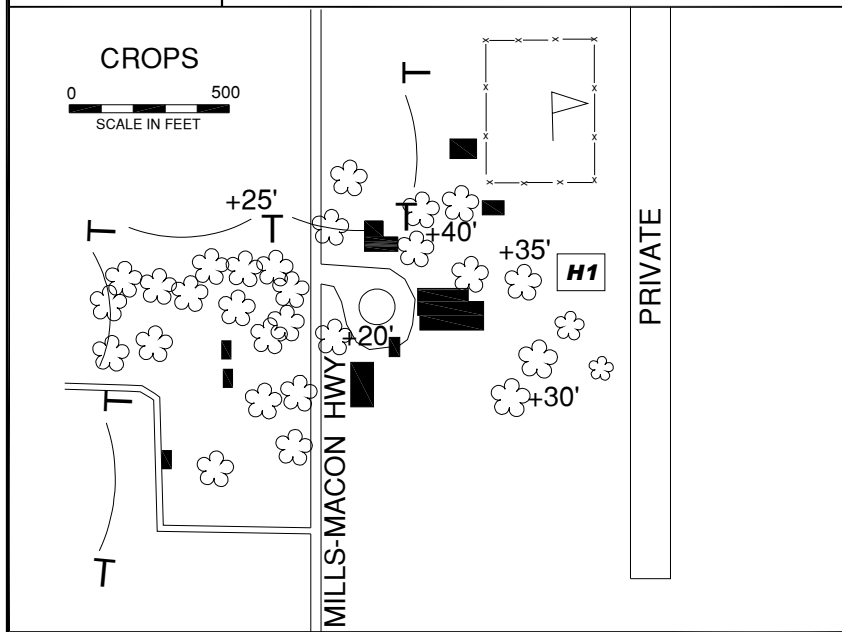 CROPS
0 500
SCALE IN FEET
T
T
+25'
T
T
+40'
+35'
H1
+20'
+30'
T
T
MILLS-MACON HWY
PRIVATE